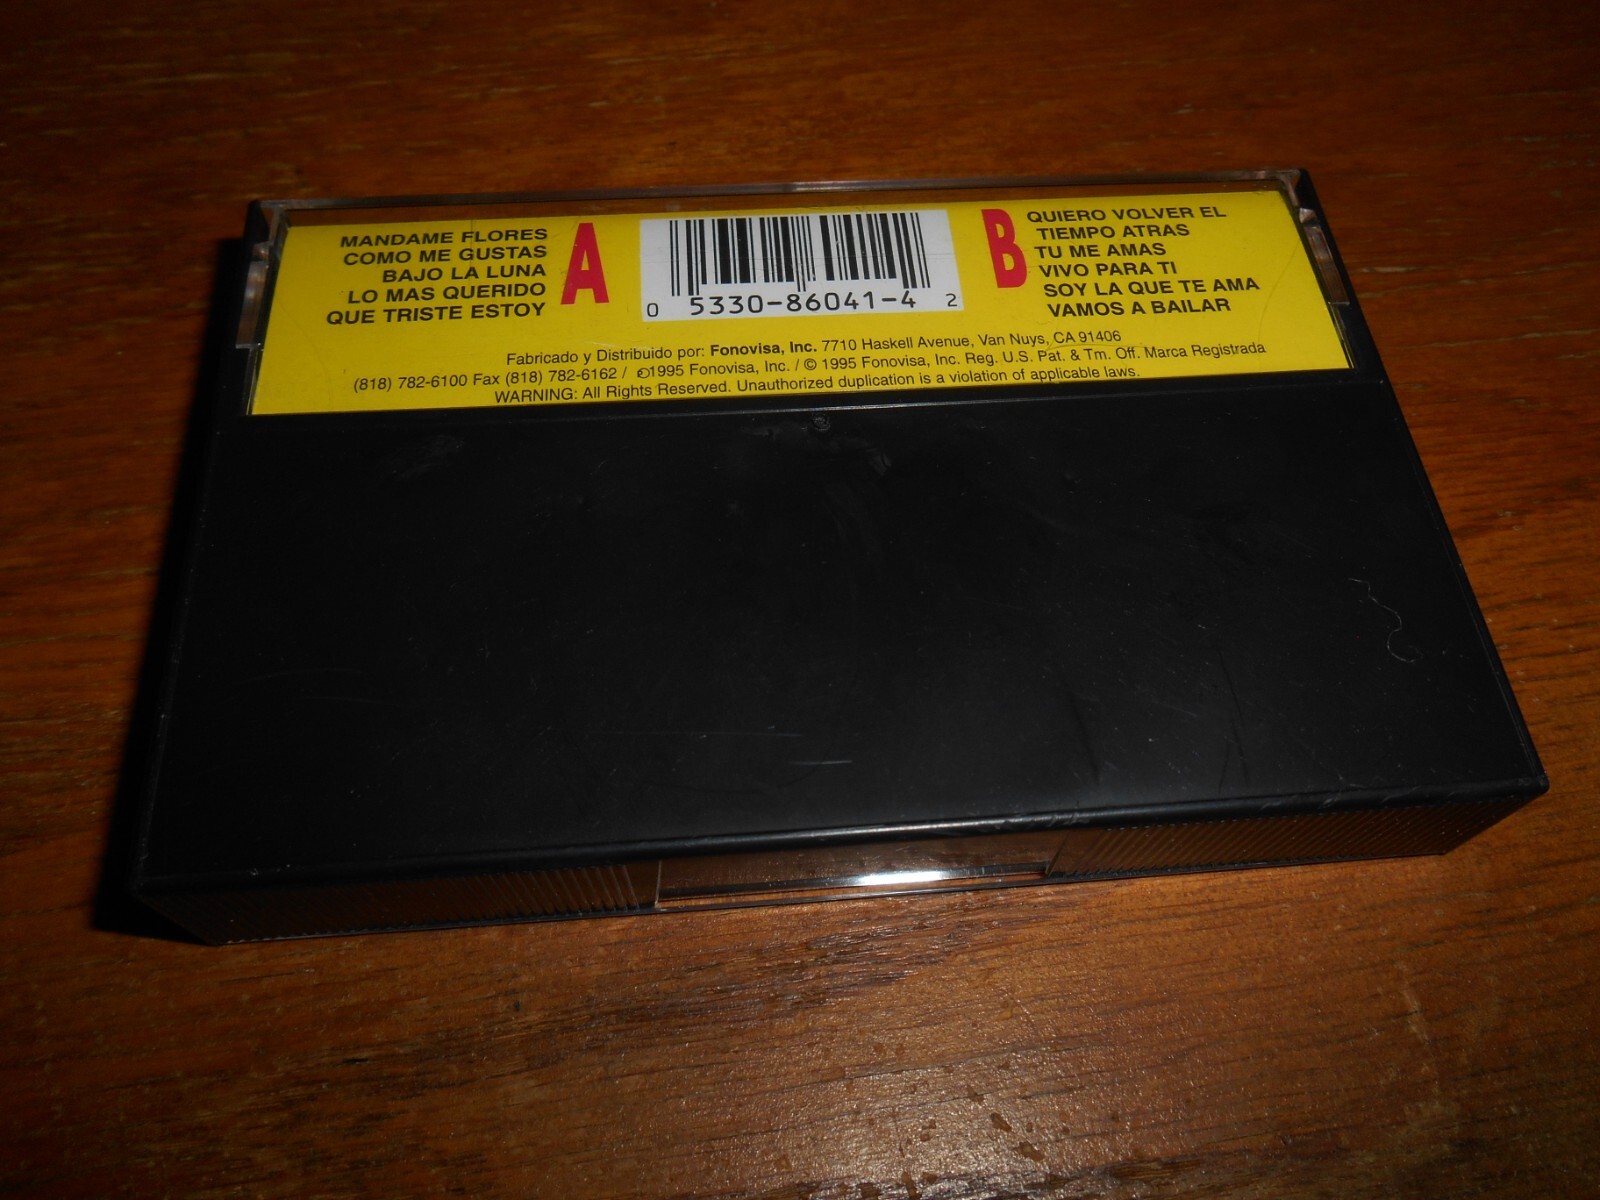 MANDAME FLORES
COMO ME GUSTAS
BAJO LA LUNA
LO MAS QUERIDO
QUE TRISTE ESTOY
A
0 5330-86041-4 2
B
QUIERO VOLVER EL
TIEMPO ATRAS
TU ME AMAS
VIVO PARA TI
SOY LA QUE TE AMA
VAMOS A BAILAR
Fabricado y Distribuido por: Fonovisa, Inc. 7710 Haskell Avenue, Van Nuys, CA 91406
(818) 782-6100 Fax (818) 782-6162 / ℗1995 Fonovisa, Inc. / © 1995 Fonovisa, Inc. Reg. U.S. Pat. & Tm. Off. Marca Registrada
WARNING: All Rights Reserved. Unauthorized duplication is a violation of applicable laws.